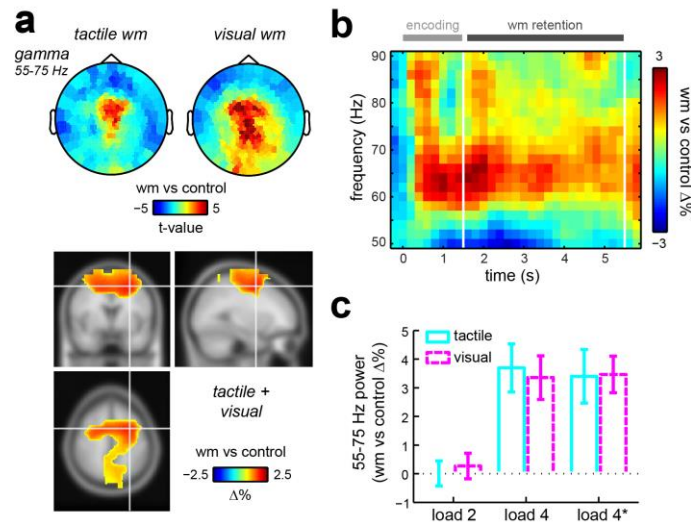 a
tactile wm
visual wm
gamma
55-75 Hz
wm vs control
−5
5
t-value
tactile +
visual
wm vs control
−2.5
2.5
Δ%
b
encoding
wm retention
90
80
70
60
50
frequency (Hz)
0
1
2
3
4
5
time (s)
3
−3
wm vs control Δ%
c
tactile
visual
5
4
3
2
1
0
−1
55-75 Hz power
(wm vs control Δ%)
load 2
load 4
load 4*